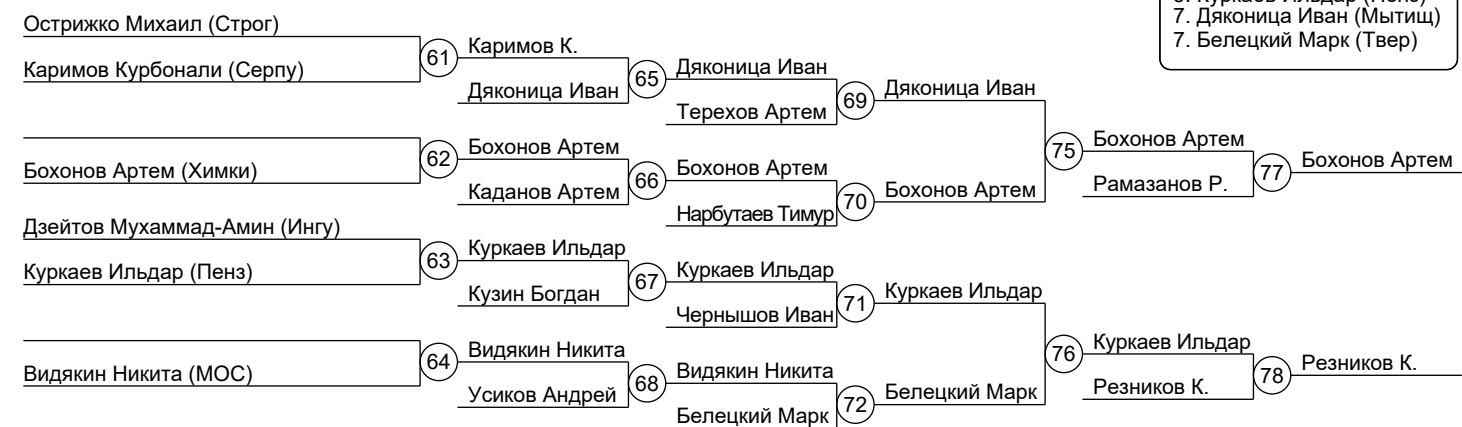 5. Куркаев Ильдар (Пенз)
7. Дяконица Иван (Мытищ)
7. Белецкий Марк (Твер)
Острижко Михаил (Строг)
61
Каримов Курбонали (Серпу)
Каримов К.
65
Дяконица Иван
Дяконица Иван
69
Терехов Артем
Дяконица Иван
75
62
Бохонов Артем (Химки)
Бохонов Артем
66
Каданов Артем
Бохонов Артем
70
Нарбутаев Тимур
Бохонов Артем
Бохонов Артем
77
Рамазанов Р.
Бохонов Артем
Дзейтов Мухаммад-Амин (Ингу)
63
Куркаев Ильдар (Пенз)
Куркаев Ильдар
67
Кузин Богдан
Куркаев Ильдар
71
Чернышов Иван
Куркаев Ильдар
76
64
Видякин Никита (МОС)
Видякин Никита
68
Усиков Андрей
Видякин Никита
72
Белецкий Марк
Белецкий Марк
Куркаев Ильдар
78
Резников К.
Резников К.